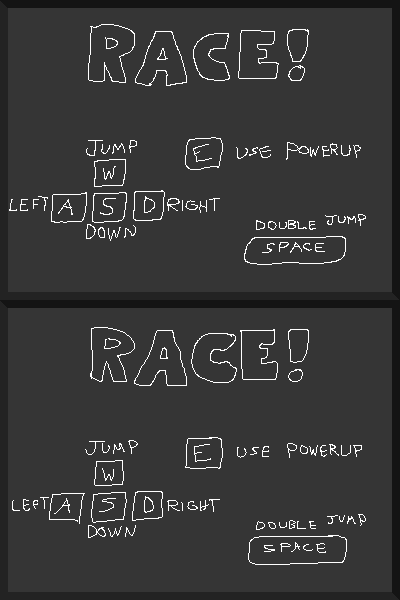 RACE!
JUMP
W
E USE POWERUP
LEFT A S D RIGHT
DOWN
DOUBLE JUMP
SPACE
RACE!
JUMP
W
E USE POWERUP
LEFT A S D RIGHT
DOWN
DOUBLE JUMP
SPACE